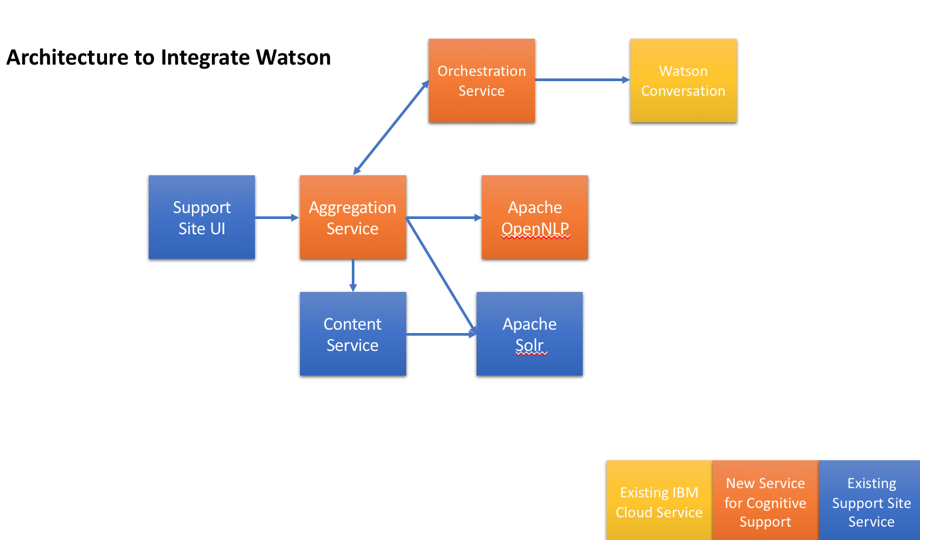 Architecture to Integrate Watson
Orchestration
Service
Watson
Conversation
Support
Site UI
Aggregation
Service
Apache
OpenNLP
Content
Service
Apache
Solr
Existing IBM
Cloud Service
New Service
for Cognitive
Support
Existing
Support Site
Service